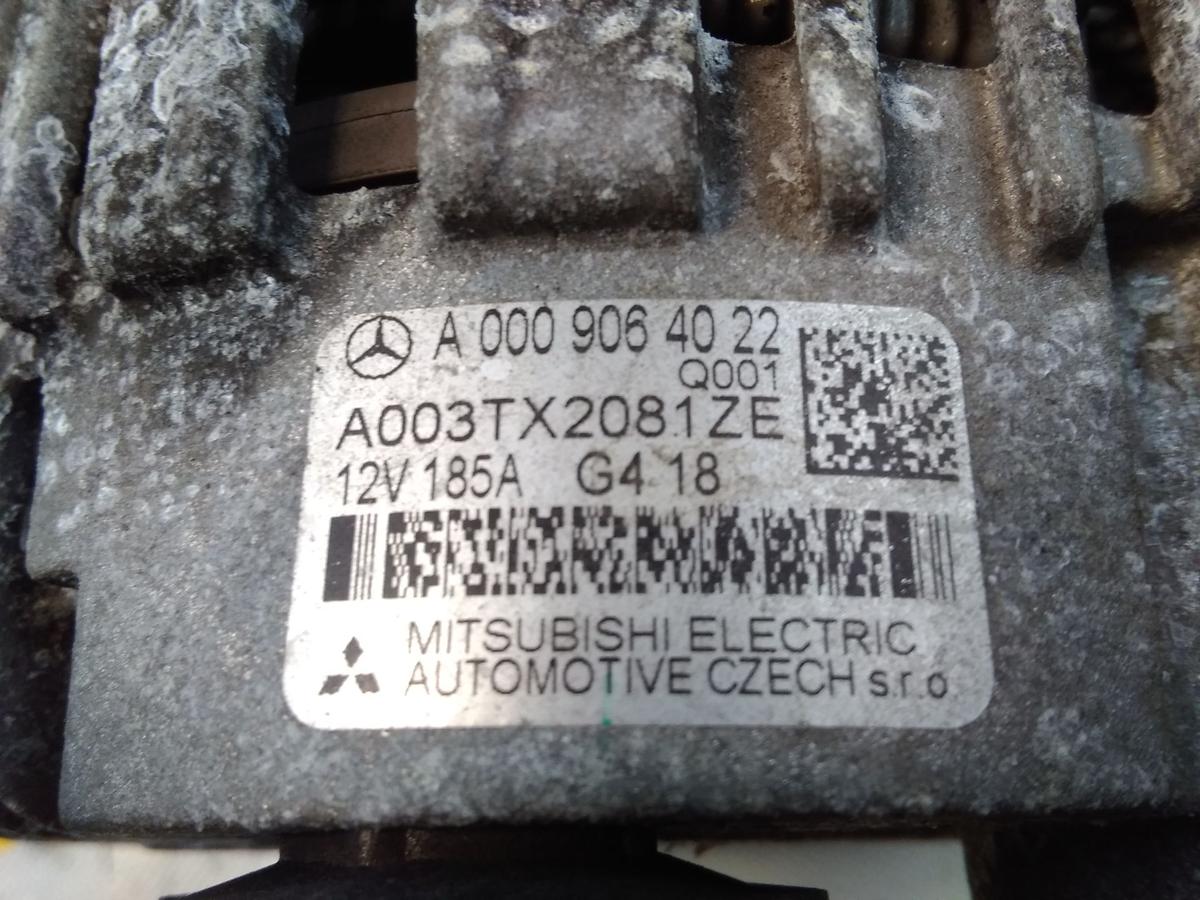 A 000 906 40 22
Q001
A003TX2081ZE
12V 185A G4 18
MITSUBISHI ELECTRIC
AUTOMOTIVE CZECH s.r.o